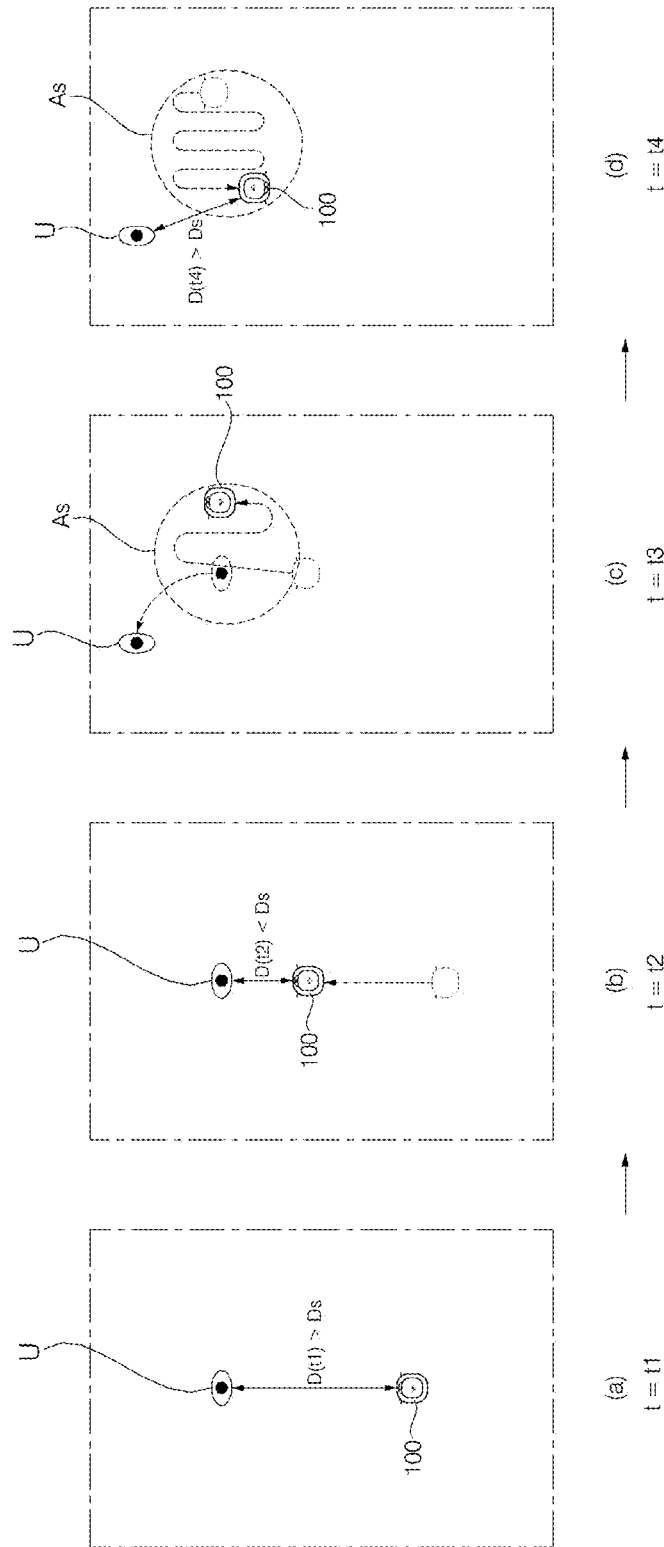 U
D(t1) > Ds
100
(a)
t = t1
U
D(t2) < Ds
100
(b)
t = t2
U
As
100
(c)
t = t3
U
As
D(t4) > Ds
100
(d)
t = t4